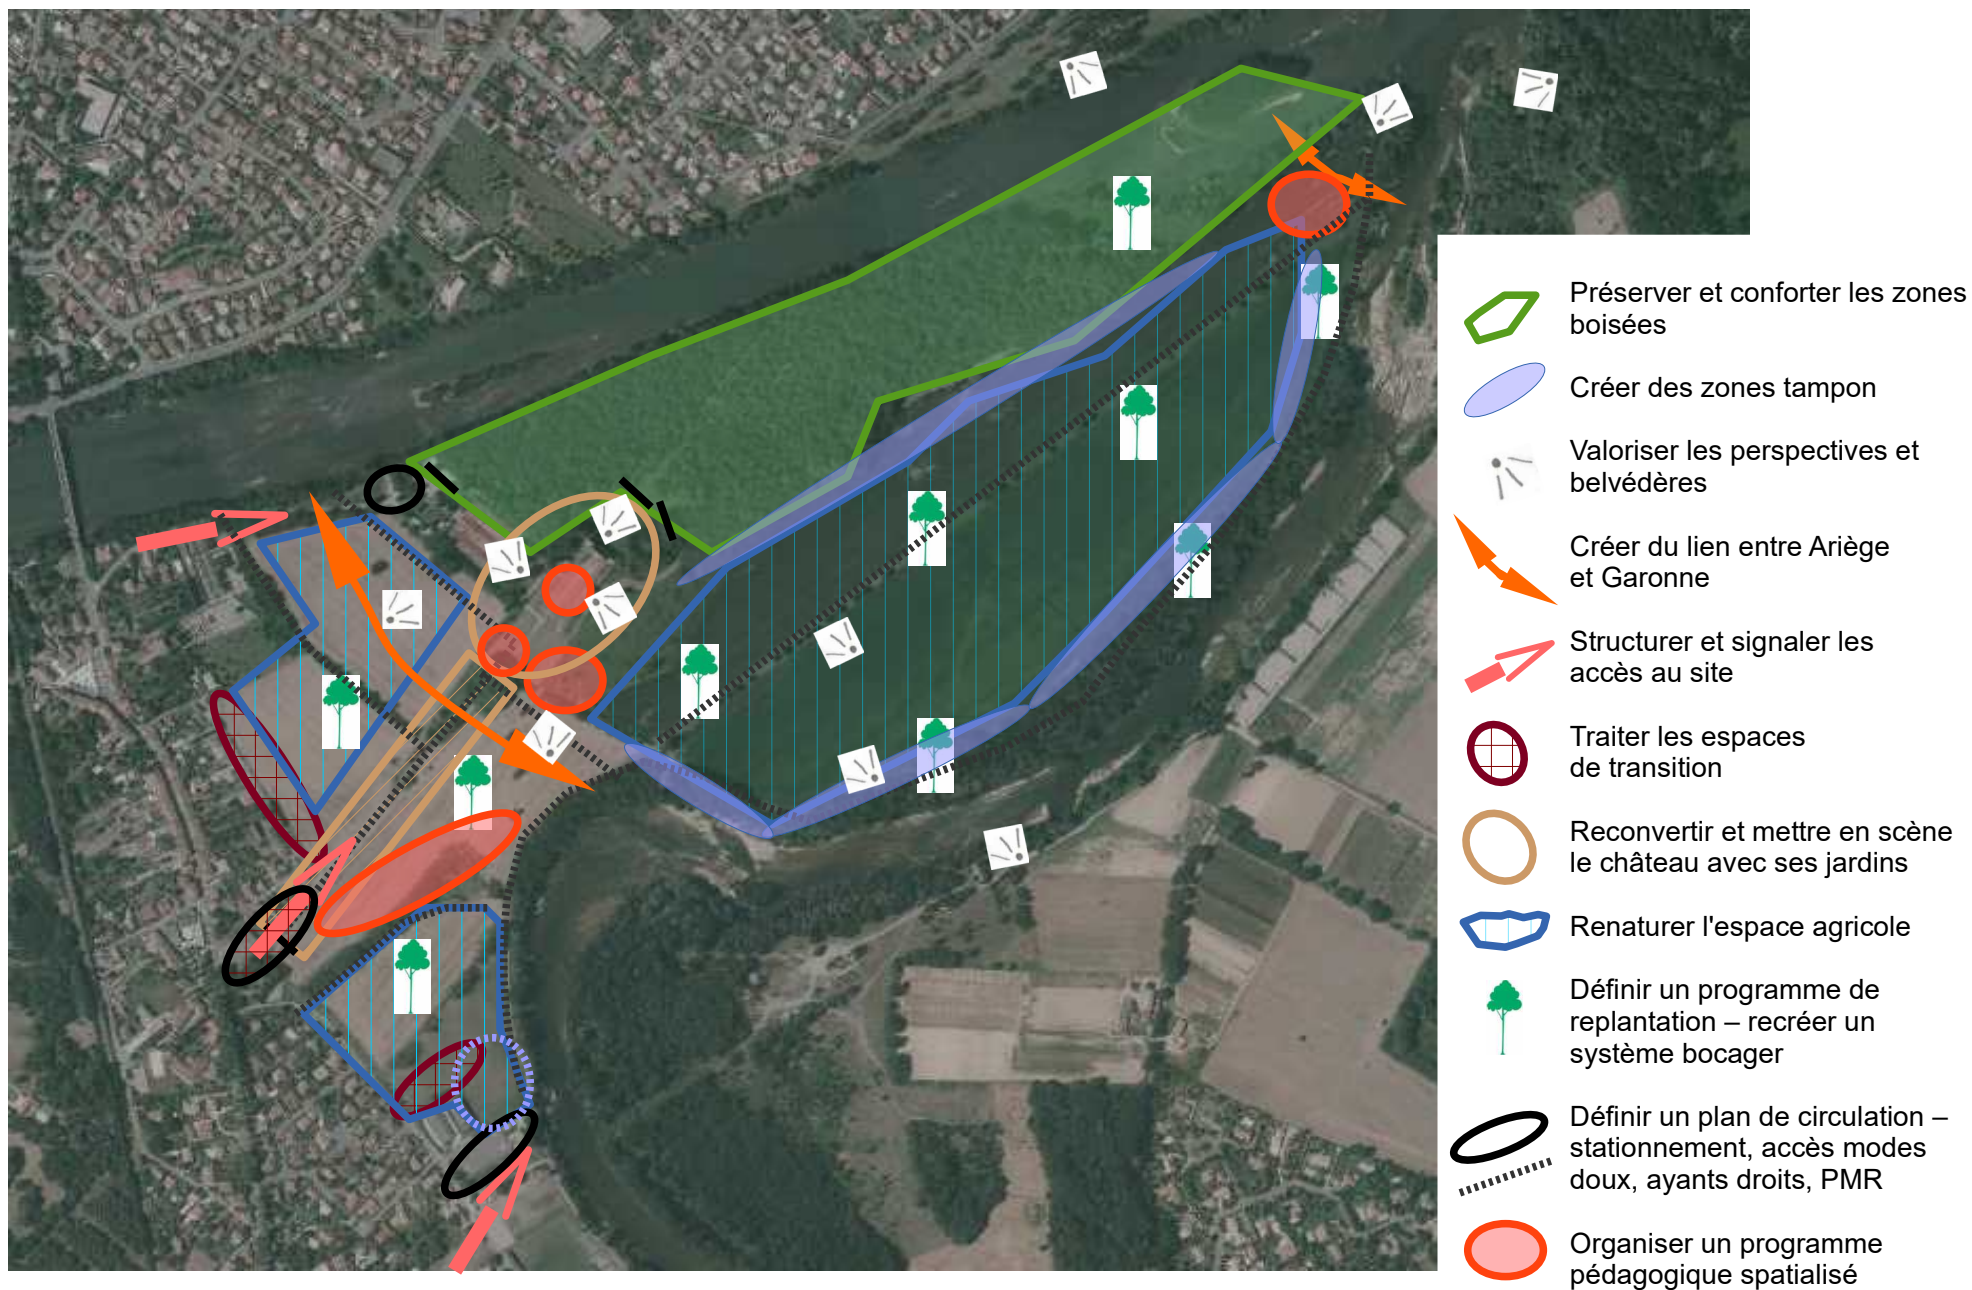 Préserver et conforter les zones
boisées
Créer des zones tampon
Valoriser les perspectives et
belvédères
Créer du lien entre Ariège
et Garonne
Structurer et signaler les
accès au site
Traiter les espaces
de transition
Reconvertir et mettre en scène
le château avec ses jardins
Renaturer l'espace agricole
Définir un programme de
replantation – recréer un
système bocager
Définir un plan de circulation –
stationnement, accès modes
doux, ayants droits, PMR
Organiser un programme
pédagogique spatialisé